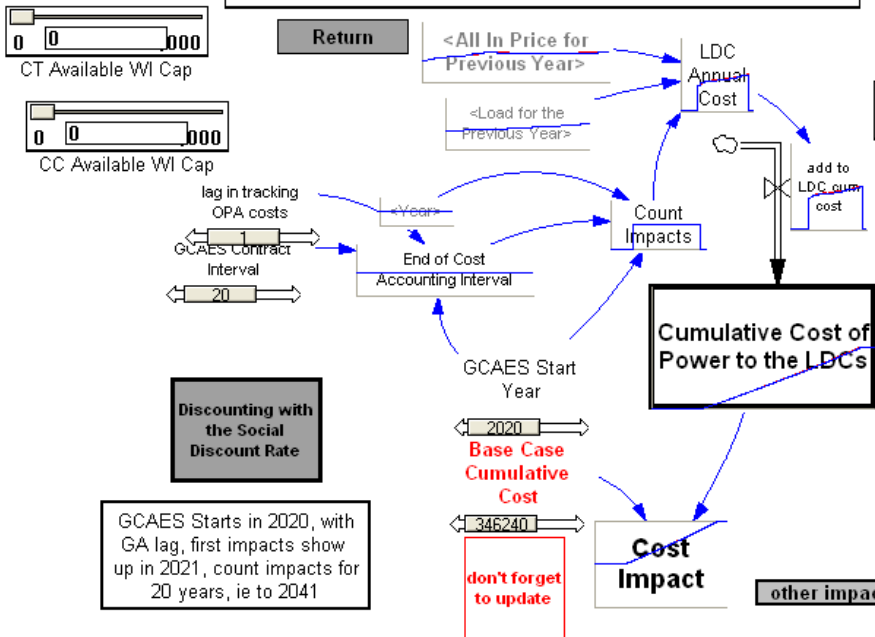 0 0 ,000
CT Available WI Cap
0 0 ,000
CC Available WI Cap
Return
<All In Price for
Previous Year>
<Load for the
Previous Year>
LDC
Annual
Cost
add to
LDC cum
cost
lag in tracking
OPA costs
1
<Year>
GCAES Contract
Interval
20
End of Cost
Accounting Interval
Count
Impacts
Cumulative Cost of
Power to the LDCs
GCAES Start
Year
2020
Discounting with
the Social
Discount Rate
Base Case
Cumulative
Cost
346240
don't forget
to update
GCAES Starts in 2020, with
GA lag, first impacts show
up in 2021, count impacts for
20 years, ie to 2041
Cost
Impact
other impac